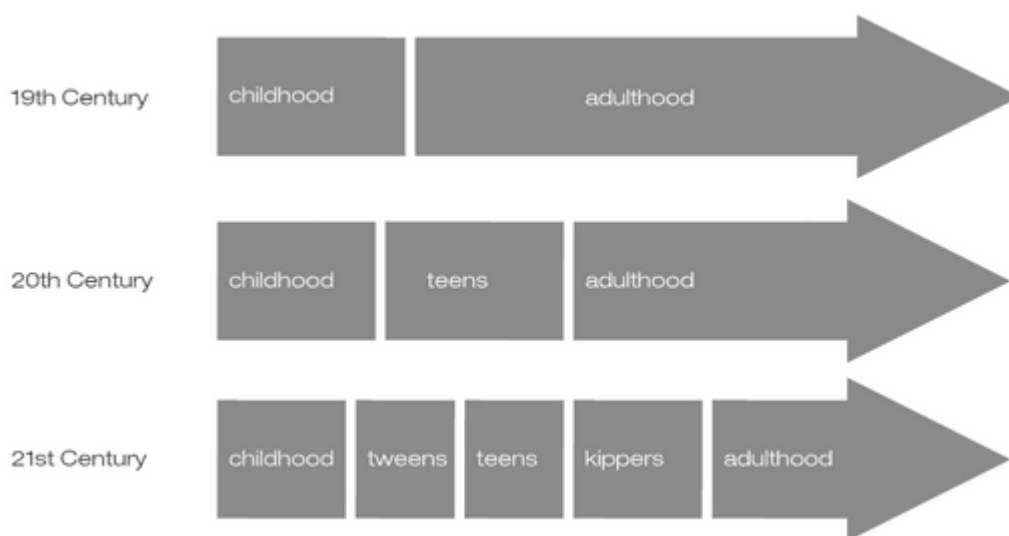 19th Century childhood adulthood
20th Century childhood teens adulthood
21st Century childhood tweens teens kippers adulthood